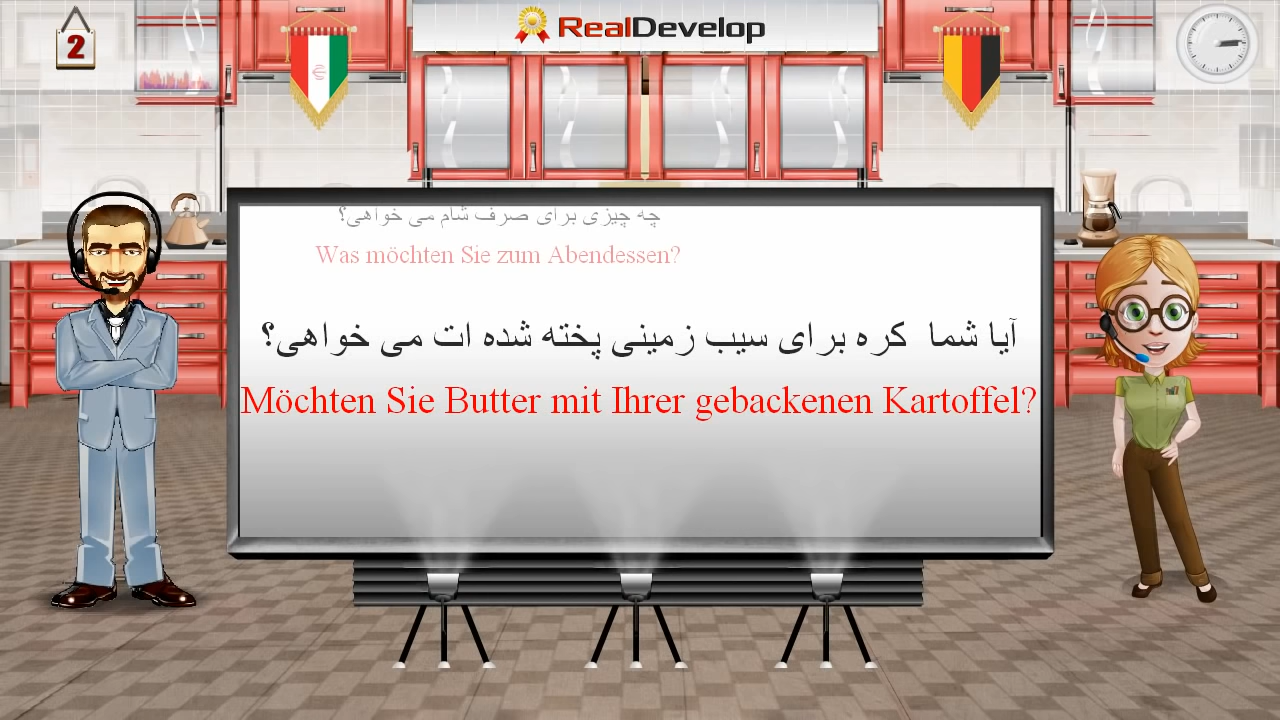 2
RealDevelop
چه چیزی برای صرف شام می خواهی؟
Was möchten Sie zum Abendessen?
آیا شما کره برای سیب زمینی پخته شده ات می خواهی؟
Möchten Sie Butter mit Ihrer gebackenen Kartoffel?